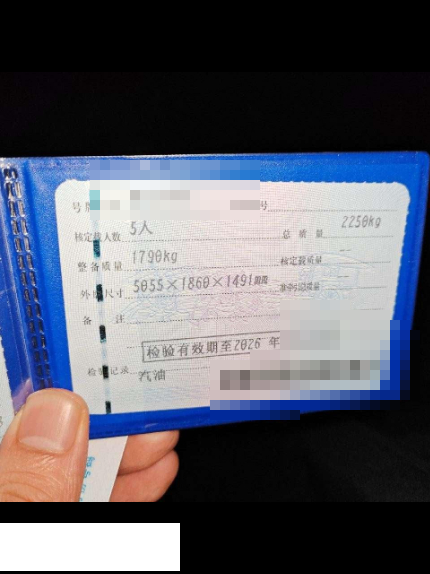 号
号
核定载人数 5人 总质量 2250kg
整备质量 1790kg 核定载质量 --
外廓尺寸 5055×1860×1491mm 准牵引总质量 --
备注
检验有效期至2026年
检验记录 汽油